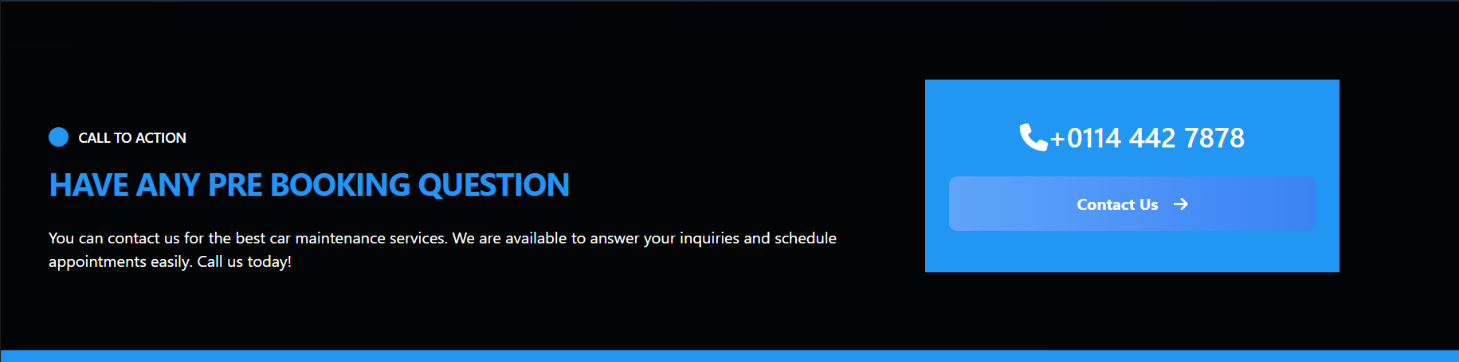 CALL TO ACTION
HAVE ANY PRE BOOKING QUESTION
You can contact us for the best car maintenance services. We are available to answer your inquiries and schedule
appointments easily. Call us today!
+0114 442 7878
Contact Us →